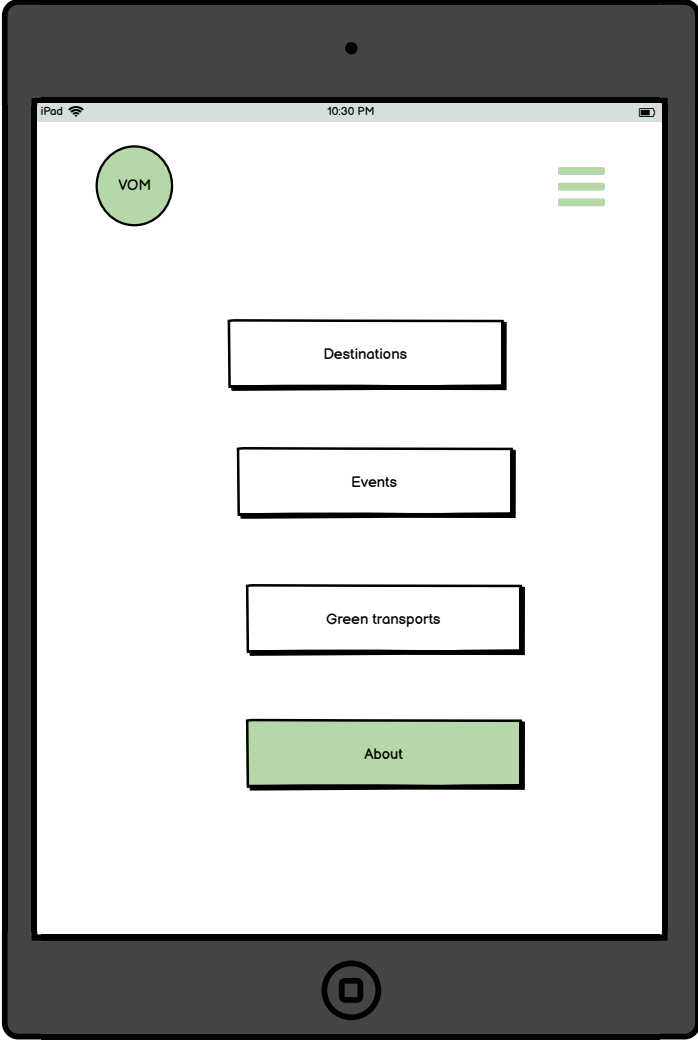 iPad 10:30 PM
VOM
Destinations
Events
Green transports
About